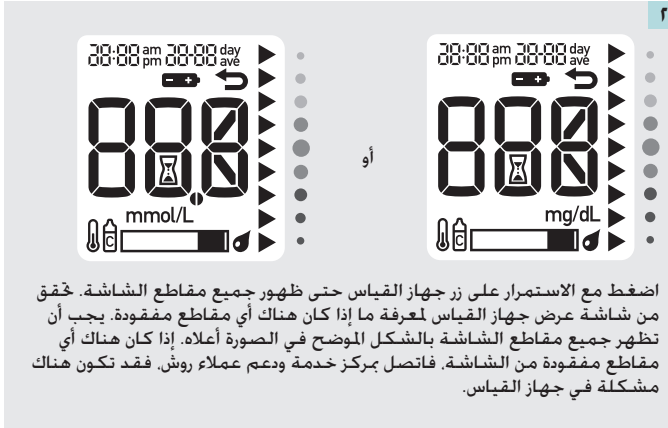 ٢
88:88 am pm 88-88 day avé
- +
888
mmol/L
C
أو
88:88 am pm 88-88 day avé
- +
888
mg/dL
C
اضغط مع الاستمرار على زر جهاز القياس حتى ظهور جميع مقاطع الشاشة. تحقق
من شاشة عرض جهاز القياس لمعرفة ما إذا كان هناك أي مقاطع مفقودة. يجب أن
تظهر جميع مقاطع الشاشة بالشكل الموضح في الصورة أعلاه. إذا كان هناك أي
مقاطع مفقودة من الشاشة، فاتصل بمركز خدمة ودعم عملاء روش، فقد تكون هناك
مشكلة في جهاز القياس.